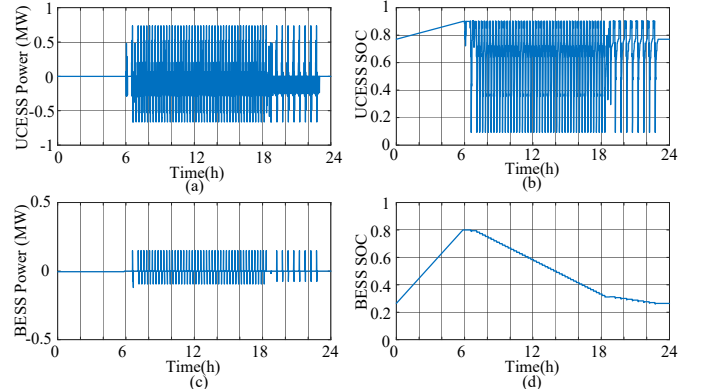 UCESS Power (MW)
1
0.5
0
-0.5
-1
0 6 12 18 24
Time(h)
(a)
UCESS SOC
1
0.8
0.6
0.4
0.2
0
0 6 12 18 24
Time(h)
(b)
BESS Power (MW)
0.5
0
-0.5
0 6 12 18 24
Time(h)
(c)
BESS SOC
1
0.8
0.6
0.4
0.2
0
0 6 12 18 24
Time(h)
(d)